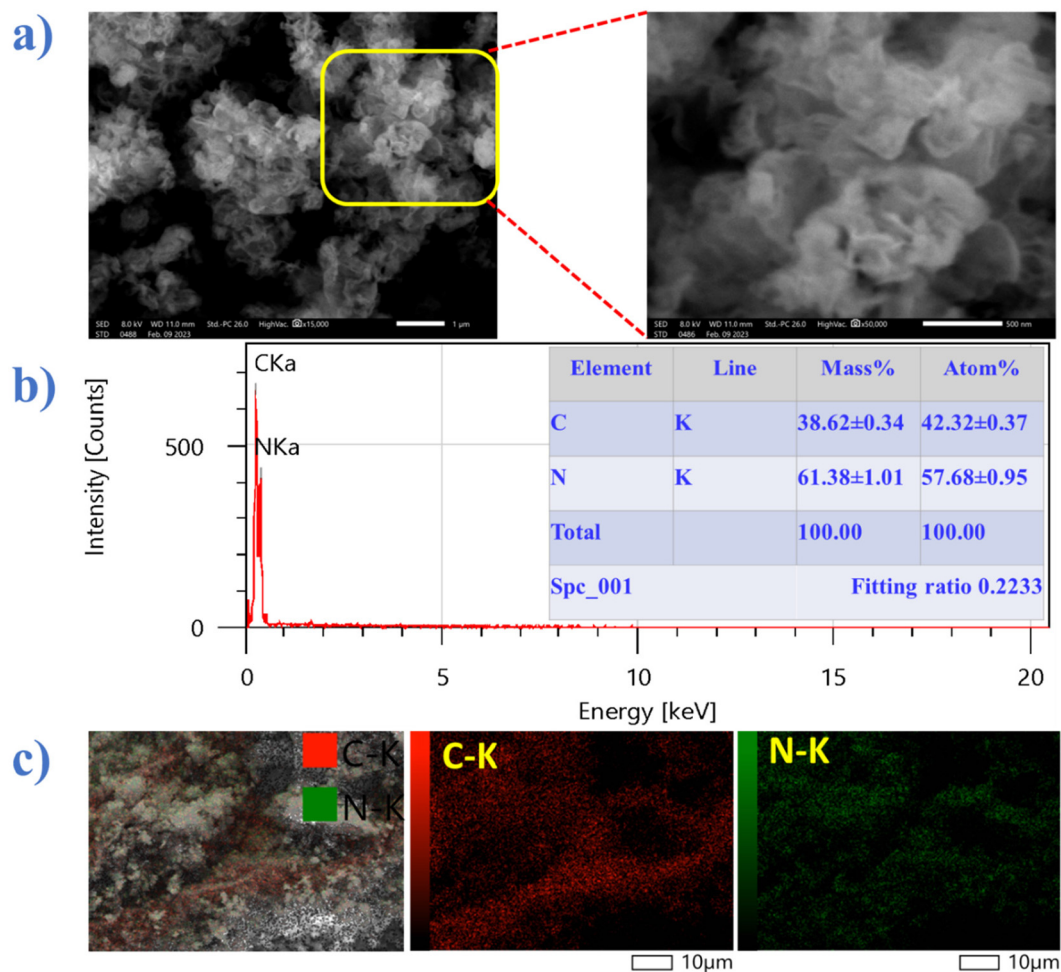 a)
SED 8.0 kV WD 11.0 mm Std.-PC 26.0 HighVac. x15,000 1 µm
STD 0488 Feb. 09 2023
SED 8.0 kV WD 11.0 mm Std.-PC 26.0 HighVac. x50,000 500 nm
STD 0486 Feb. 09 2023
b)
Intensity [Counts]
500
0
CKa
NKa
Element Line Mass% Atom%
C K 38.62±0.34 42.32±0.37
N K 61.38±1.01 57.68±0.95
Total 100.00 100.00
Spc_001 Fitting ratio 0.2233
0 5 10 15 20
Energy [keV]
c)
C-K
N-K
C-K
10µm
N-K
10µm